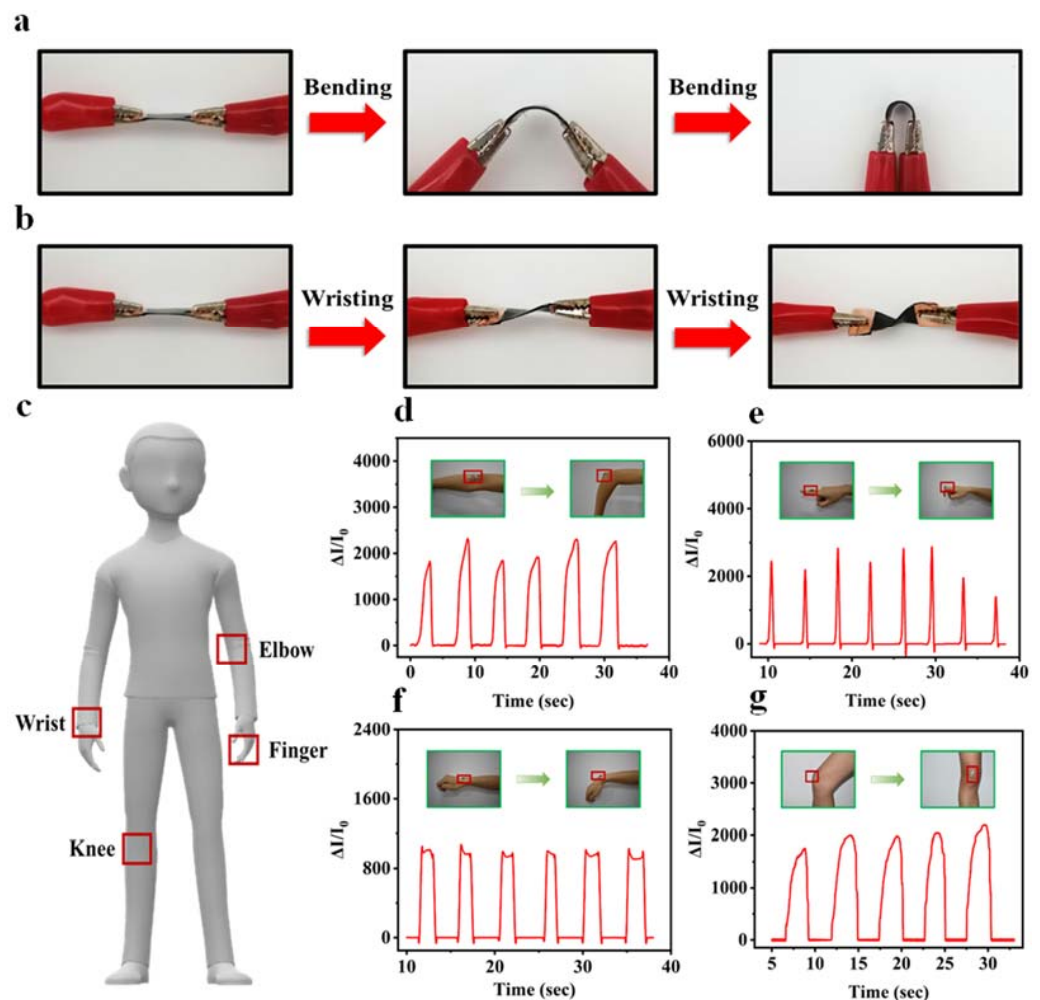 a
Bending
Bending
b
Wristing
Wristing
c
Elbow
Wrist
Finger
Knee
d
4000
3000
2000
1000
0
ΔI/I₀
0
10
20
30
40
Time (sec)
e
6000
4000
2000
0
ΔI/I₀
10
20
30
40
Time (sec)
f
2400
1600
800
0
ΔI/I₀
10
20
30
40
Time (sec)
g
4000
3000
2000
1000
0
ΔI/I₀
5
10
15
20
25
30
Time (sec)